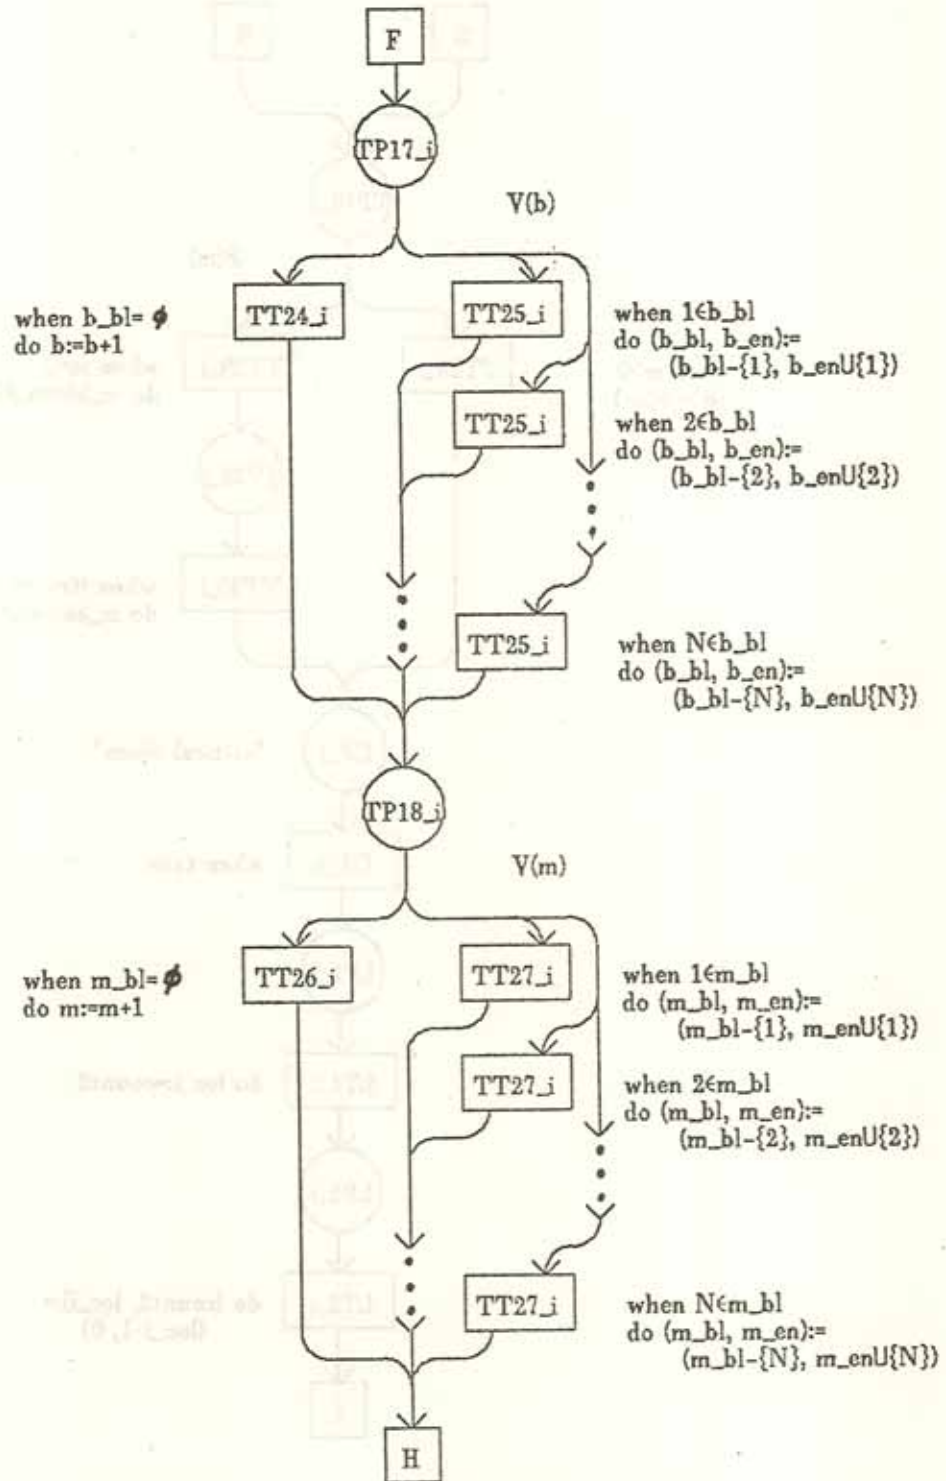 F
TP17_i
V(b)
when b_bl= ϕ
do b:=b+1
TT24_i
TT25_i
when 1∈b_bl
do (b_bl, b_en):=
(b_bl-{1}, b_enU{1})
TT25_i
when 2∈b_bl
do (b_bl, b_en):=
(b_bl-{2}, b_enU{2})
TT25_i
when N∈b_bl
do (b_bl, b_en):=
(b_bl-{N}, b_enU{N})
TP18_i
V(m)
when m_bl= ϕ
do m:=m+1
TT26_i
TT27_i
when 1∈m_bl
do (m_bl, m_en):=
(m_bl-{1}, m_enU{1})
TT27_i
when 2∈m_bl
do (m_bl, m_en):=
(m_bl-{2}, m_enU{2})
TT27_i
when N∈m_bl
do (m_bl, m_en):=
(m_bl-{N}, m_enU{N})
H